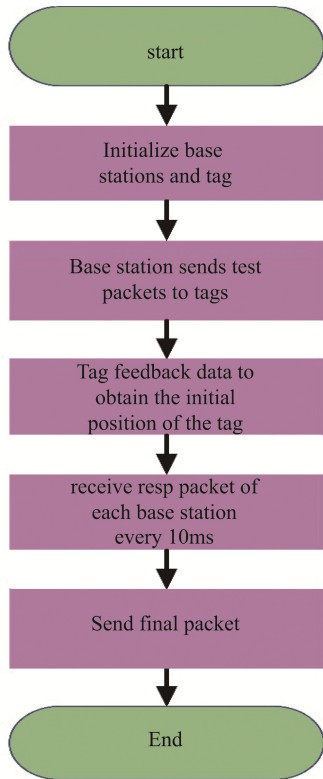 start
Initialize base
stations and tag
Base station sends test
packets to tags
Tag feedback data to
obtain the initial
position of the tag
receive resp packet of
each base station
every 10ms
Send final packet
End